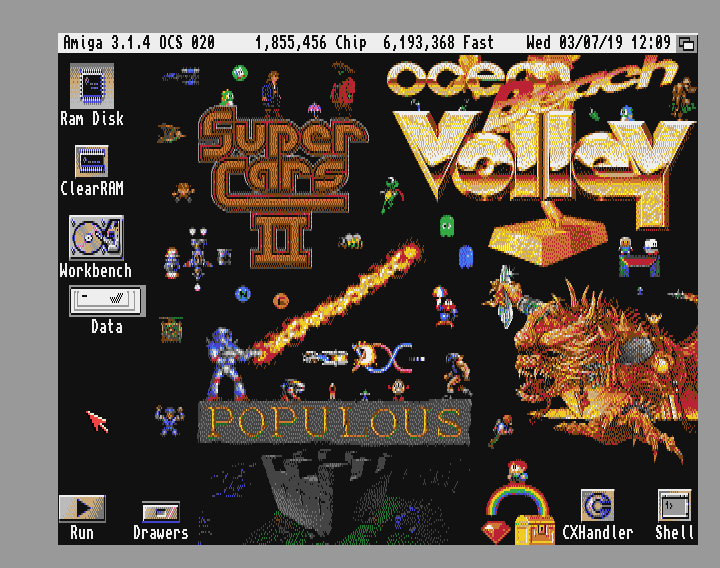 Amiga 3.1.4 OCS 020 1,855,456 Chip 6,193,368 Fast Wed 03/07/19 12:09
Ram Disk
ClearRAM
Workbench
Data
Super
Cars
II
Beach
Volley
POPULOUS
Run
Drawers
CXHandler
Shell